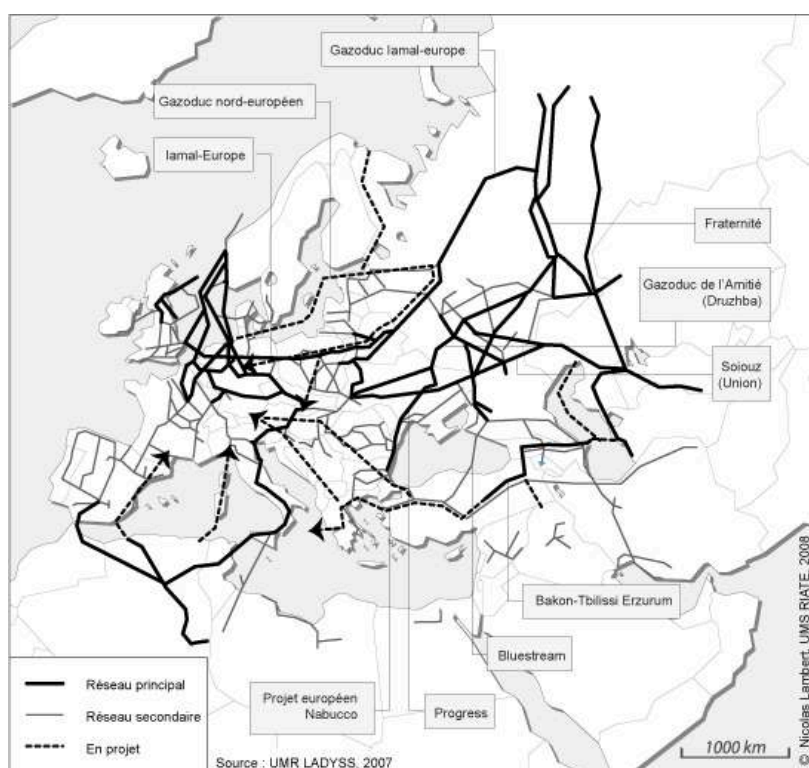 Gazoduc Iamal-europe
Gazoduc nord-européen
Iamal-Europe
Fraternité
Gazoduc de l'Amitié
(Druzhba)
Soiouz
(Union)
Bakon-Tbilissi Erzurum
Bluestream
Projet européen
Nabucco
Progress
Réseau principal
Réseau secondaire
En projet
Source : UMR LADYSS, 2007
1000 km
© Nicolas Lambert, UMS RIATE, 2008